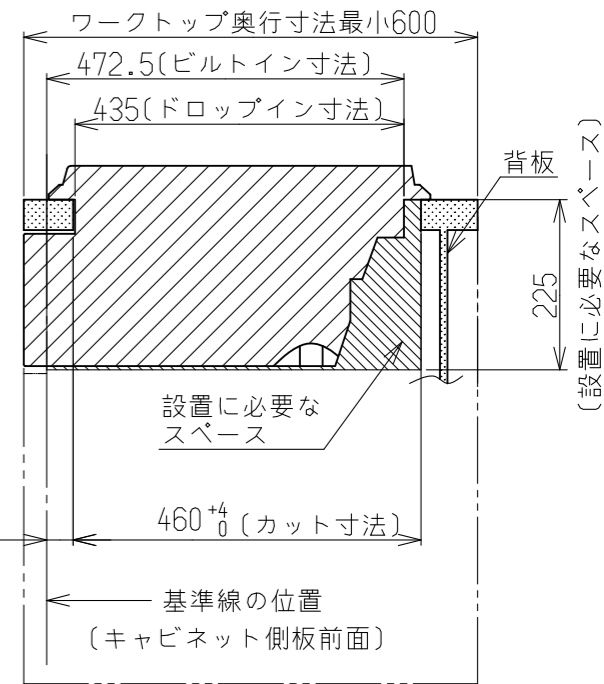 ワークトップ奥行寸法最小600
472.5(ビルトイン寸法)
435(ドロップイン寸法)
背板
225
(設置に必要なスペース)
設置に必要な
スペース
460 +4 0 (カット寸法)
基準線の位置
(キャビネット側板前面)